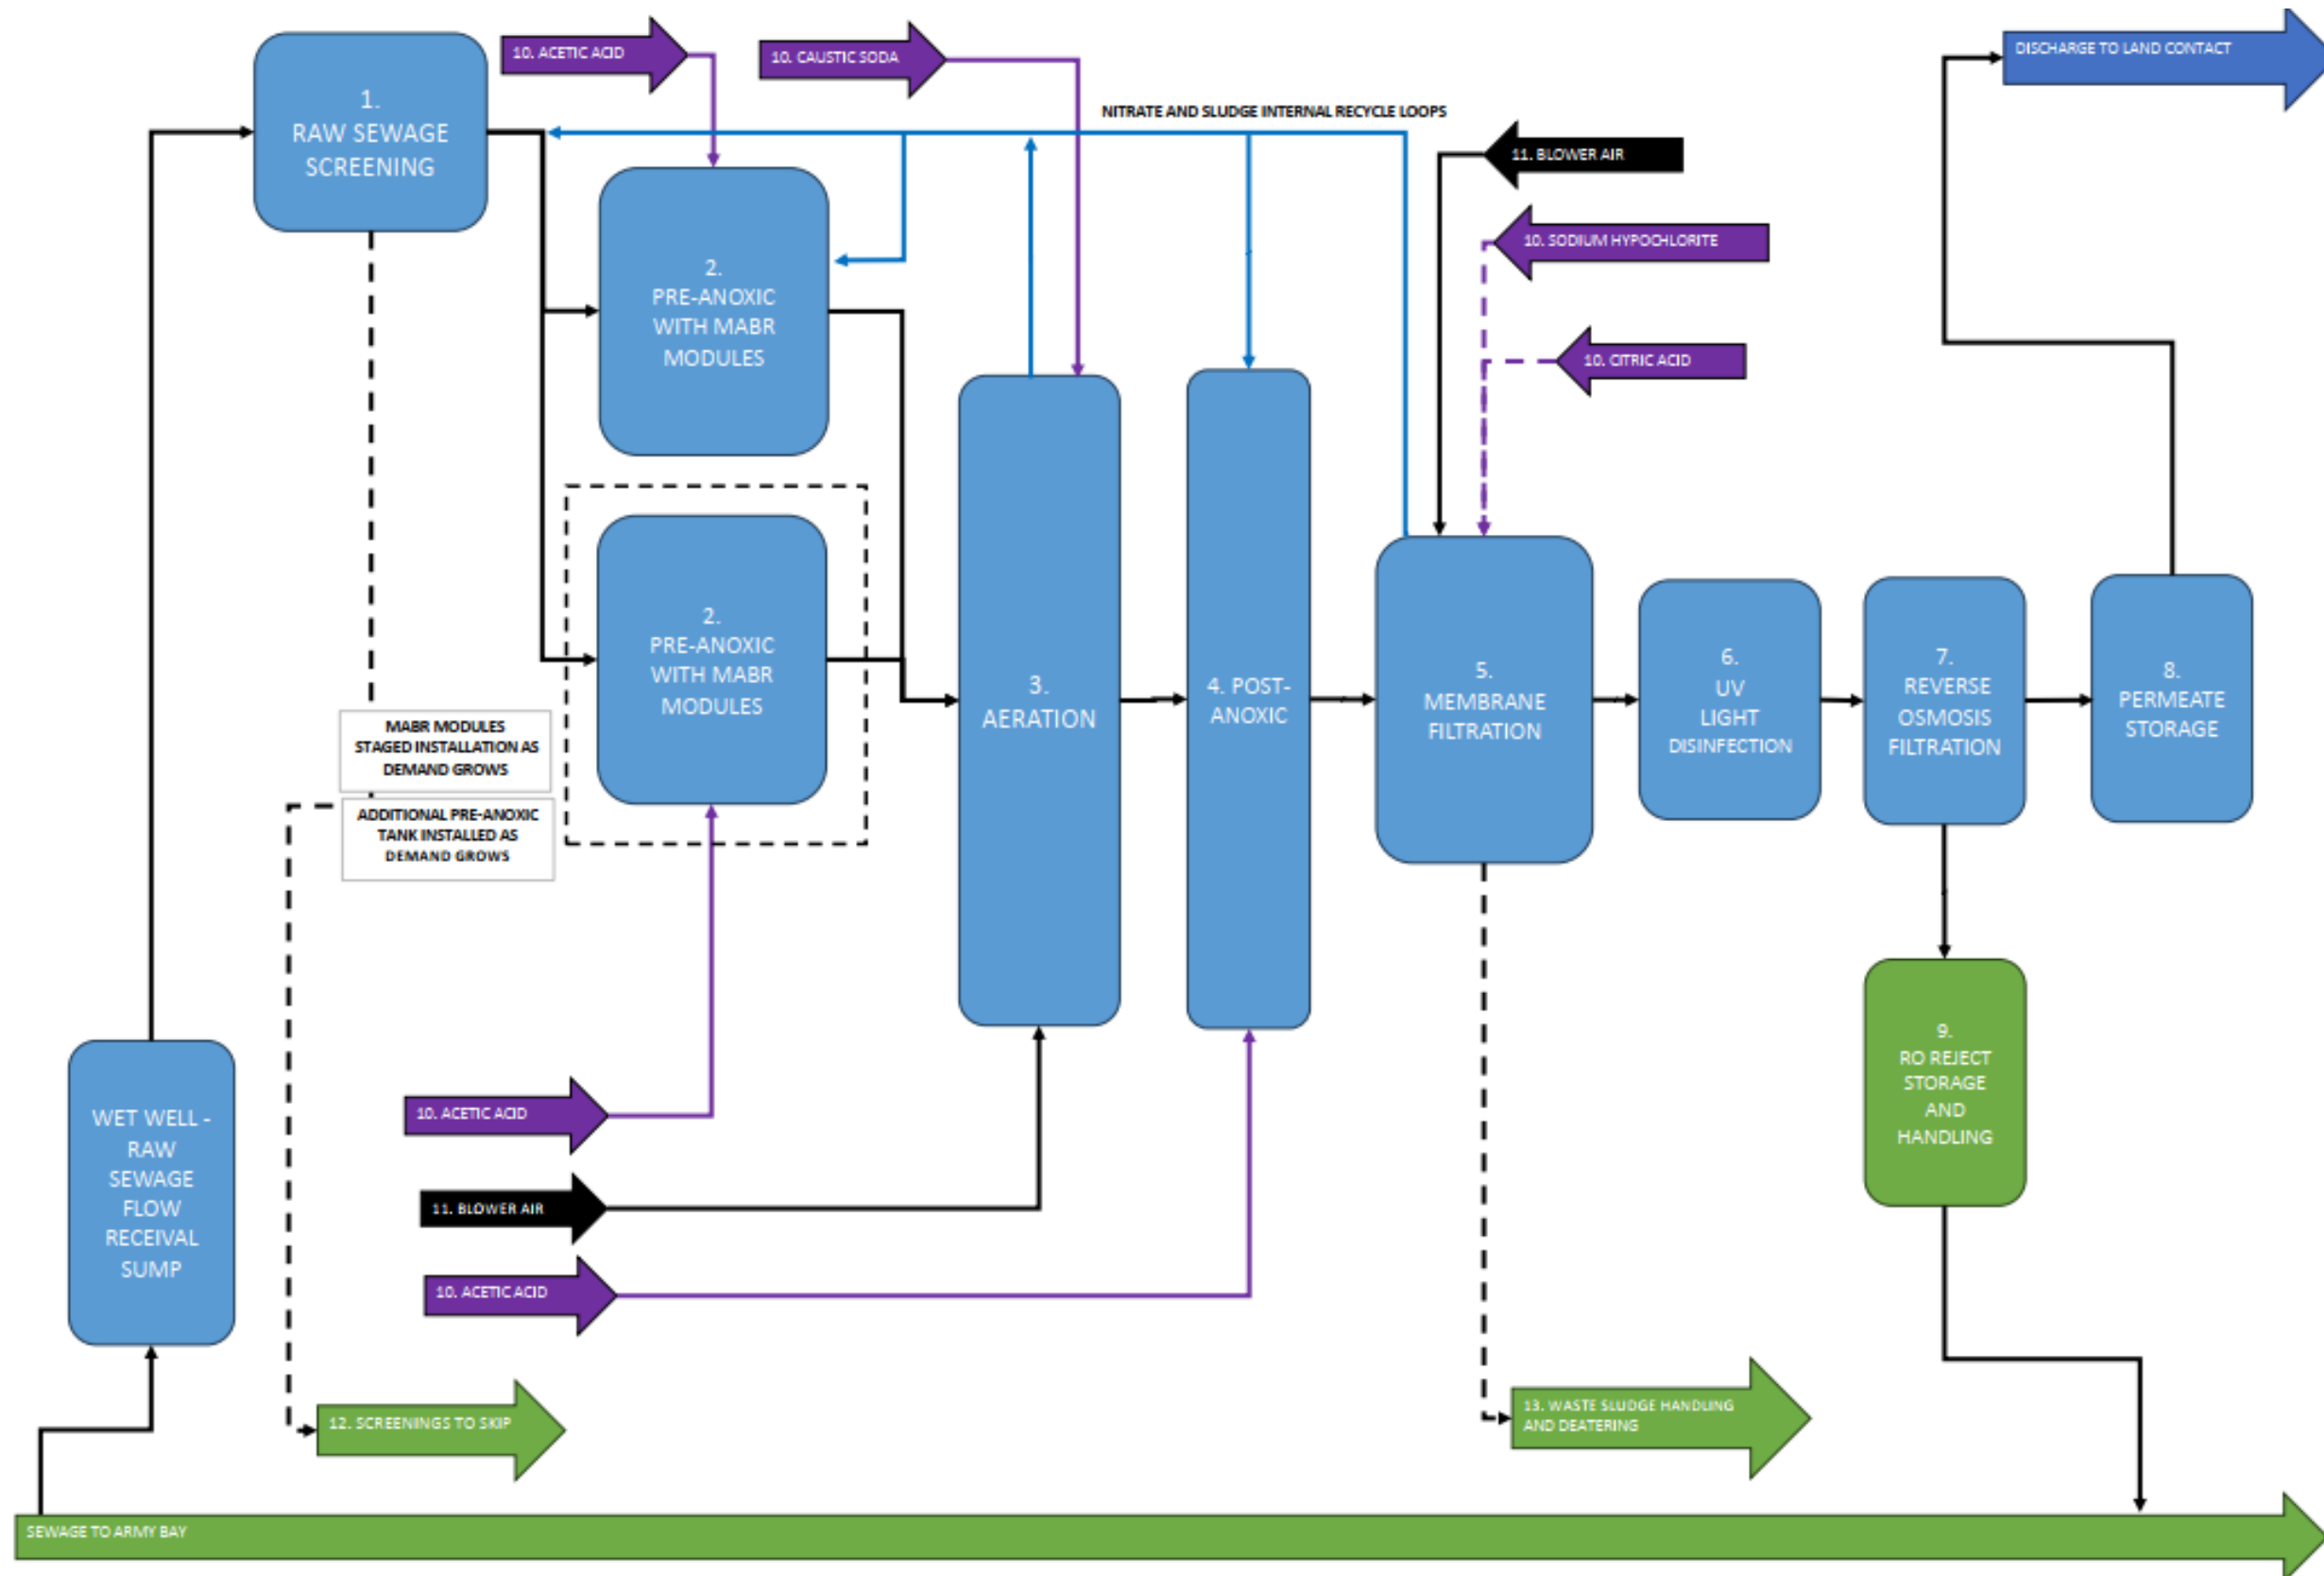 10. ACETIC ACID
10. CAUSTIC SODA
DISCHARGE TO LAND CONTACT
1.
RAW SEWAGE
SCREENING
NITRATE AND SLUDGE INTERNAL RECYCLE LOOPS
11. BLOWER AIR
10. SODIUM HYPOCHLORITE
2.
PRE-ANOXIC
WITH MABR
MODULES
10. CITRIC ACID
2.
PRE-ANOXIC
WITH MABR
MODULES
MABR MODULES
STAGED INSTALLATION AS
DEMAND GROWS
ADDITIONAL PRE-ANOXIC
TANK INSTALLED AS
DEMAND GROWS
3.
AERATION
4. POST-
ANOXIC
5.
MEMBRANE
FILTRATION
6.
UV
LIGHT
DISINFECTION
7.
REVERSE
OSMOSIS
FILTRATION
8.
PERMEATE
STORAGE
9.
RO REJECT
STORAGE
AND
HANDLING
WET WELL -
RAW
SEWAGE
FLOW
RECEIVAL
SUMP
10. ACETIC ACID
11. BLOWER AIR
10. ACETIC ACID
12. SCREENINGS TO SKIP
13. WASTE SLUDGE HANDLING
AND DEATERING
SEWAGE TO ARMY BAY